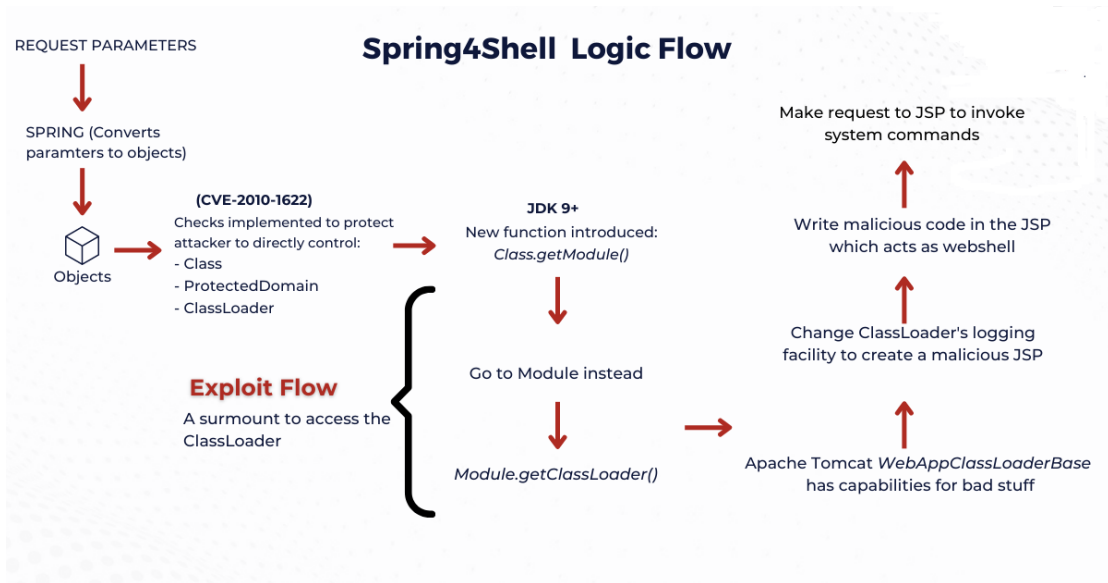 Spring4Shell Logic Flow
REQUEST PARAMETERS
SPRING (Converts
paramters to objects)
Objects
(CVE-2010-1622)
Checks implemented to protect
attacker to directly control:
- Class
- ProtectedDomain
- ClassLoader
JDK 9+
New function introduced:
Class.getModule()
Exploit Flow
A surmount to access the
ClassLoader
Go to Module instead
Module.getClassLoader()
Apache Tomcat WebAppClassLoaderBase
has capabilities for bad stuff
Change ClassLoader's logging
facility to create a malicious JSP
Write malicious code in the JSP
which acts as webshell
Make request to JSP to invoke
system commands